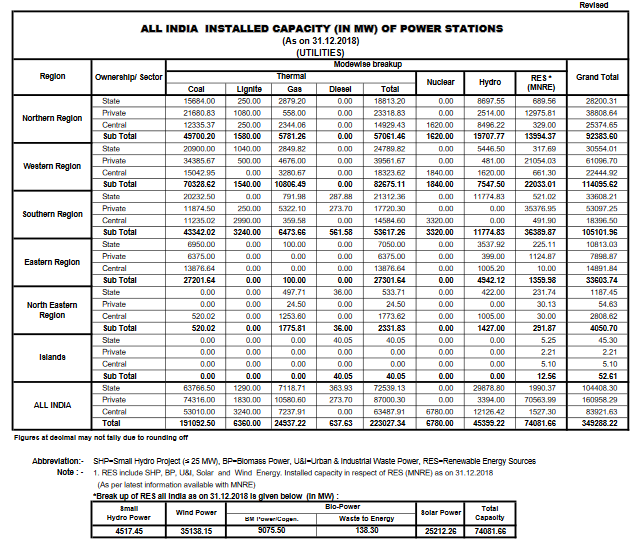 Revised
ALL INDIA INSTALLED CAPACITY (IN MW) OF POWER STATIONS
(As on 31.12.2018)
(UTILITIES)
Region Ownership/ Sector Modewise breakup Grand Total
Thermal Nuclear Hydro RES * (MNRE)
Coal Lignite Gas Diesel Total
Northern Region
State 15684.00 250.00 2879.20 0.00 18813.20 0.00 8697.55 689.56 28200.31
Private 21680.83 1080.00 558.00 0.00 23318.83 0.00 2514.00 12975.81 38808.64
Central 12335.37 250.00 2344.06 0.00 14929.43 1620.00 8496.22 329.00 25374.65
Sub Total 49700.20 1580.00 5781.26 0.00 57061.46 1620.00 19707.77 13994.37 92383.60
Western Region
State 20900.00 1040.00 2849.82 0.00 24789.82 0.00 5446.50 317.69 30554.01
Private 34385.67 500.00 4676.00 0.00 39561.67 0.00 481.00 21054.03 61096.70
Central 15042.95 0.00 3280.67 0.00 18323.62 1840.00 1620.00 661.30 22444.92
Sub Total 70328.62 1540.00 10806.49 0.00 82675.11 1840.00 7547.50 22033.01 114095.62
Southern Region
State 20232.50 0.00 791.98 287.88 21312.36 0.00 11774.83 521.02 33608.21
Private 11874.50 250.00 5322.10 273.70 17720.30 0.00 0.00 35376.95 53097.25
Central 11235.02 2990.00 359.58 0.00 14584.60 3320.00 0.00 491.90 18396.50
Sub Total 43342.02 3240.00 6473.66 561.58 53617.26 3320.00 11774.83 36389.87 105101.96
Eastern Region
State 6950.00 0.00 100.00 0.00 7050.00 0.00 3537.92 225.11 10813.03
Private 6375.00 0.00 0.00 0.00 6375.00 0.00 399.00 1124.87 7898.87
Central 13876.64 0.00 0.00 0.00 13876.64 0.00 1005.20 10.00 14891.84
Sub Total 27201.64 0.00 100.00 0.00 27301.64 0.00 4942.12 1359.98 33603.74
North Eastern Region
State 0.00 0.00 497.71 36.00 533.71 0.00 422.00 231.74 1187.45
Private 0.00 0.00 24.50 0.00 24.50 0.00 0.00 30.13 54.63
Central 520.02 0.00 1253.60 0.00 1773.62 0.00 1005.00 30.00 2808.62
Sub Total 520.02 0.00 1775.81 36.00 2331.83 0.00 1427.00 291.87 4050.70
Islands
State 0.00 0.00 0.00 40.05 40.05 0.00 0.00 5.25 45.30
Private 0.00 0.00 0.00 0.00 0.00 0.00 0.00 2.21 2.21
Central 0.00 0.00 0.00 0.00 0.00 0.00 0.00 5.10 5.10
Sub Total 0.00 0.00 0.00 40.05 40.05 0.00 0.00 12.56 52.61
ALL INDIA
State 63766.50 1290.00 7118.71 363.93 72539.13 0.00 29878.80 1990.37 104408.30
Private 74316.00 1830.00 10580.60 273.70 87000.30 0.00 3394.00 70563.99 160958.29
Central 53010.00 3240.00 7237.91 0.00 63487.91 6780.00 12126.42 1527.30 83921.63
Total 191092.50 6360.00 24937.22 637.63 223027.34 6780.00 45399.22 74081.66 349288.22
Figures at decimal may not tally due to rounding off
Abbreviation:- SHP=Small Hydro Project (≤ 25 MW), BP=Biomass Power, U&I=Urban & Industrial Waste Power, RES=Renewable Energy Sources
Note : - 1. RES include SHP, BP, U&I, Solar and Wind Energy. Installed capacity in respect of RES (MNRE) as on 31.12.2018
(As per latest information available with MNRE)
*Break up of RES all India as on 31.12.2018 is given below (in MW) :
Small Hydro Power Wind Power Bio-Power Solar Power Total Capacity
BM Power/Cogen. Waste to Energy
4517.45 35138.15 9075.50 138.30 25212.26 74081.66